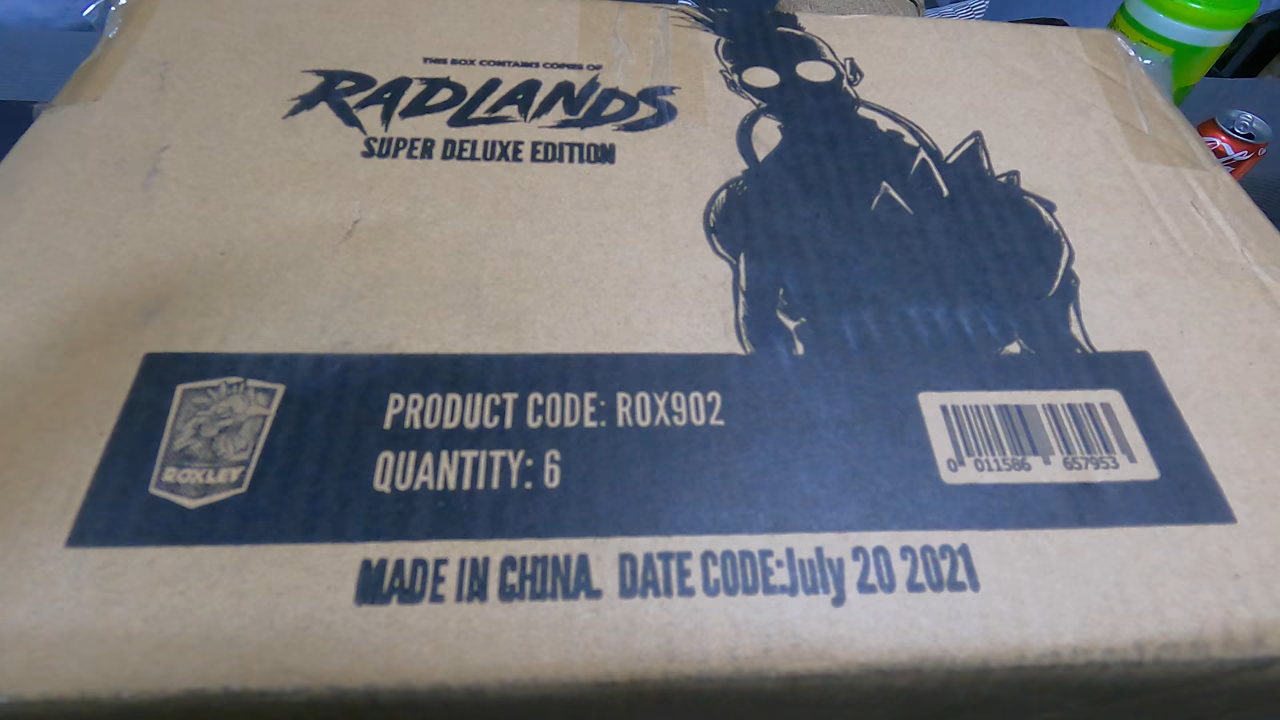 THIS BOX CONTAINS COPIES OF
RADLANDS
SUPER DELUXE EDITION
PRODUCT CODE: ROX902
QUANTITY: 6
ROXLEY
0 011586 657953
MADE IN CHINA. DATE CODE:July 20 2021